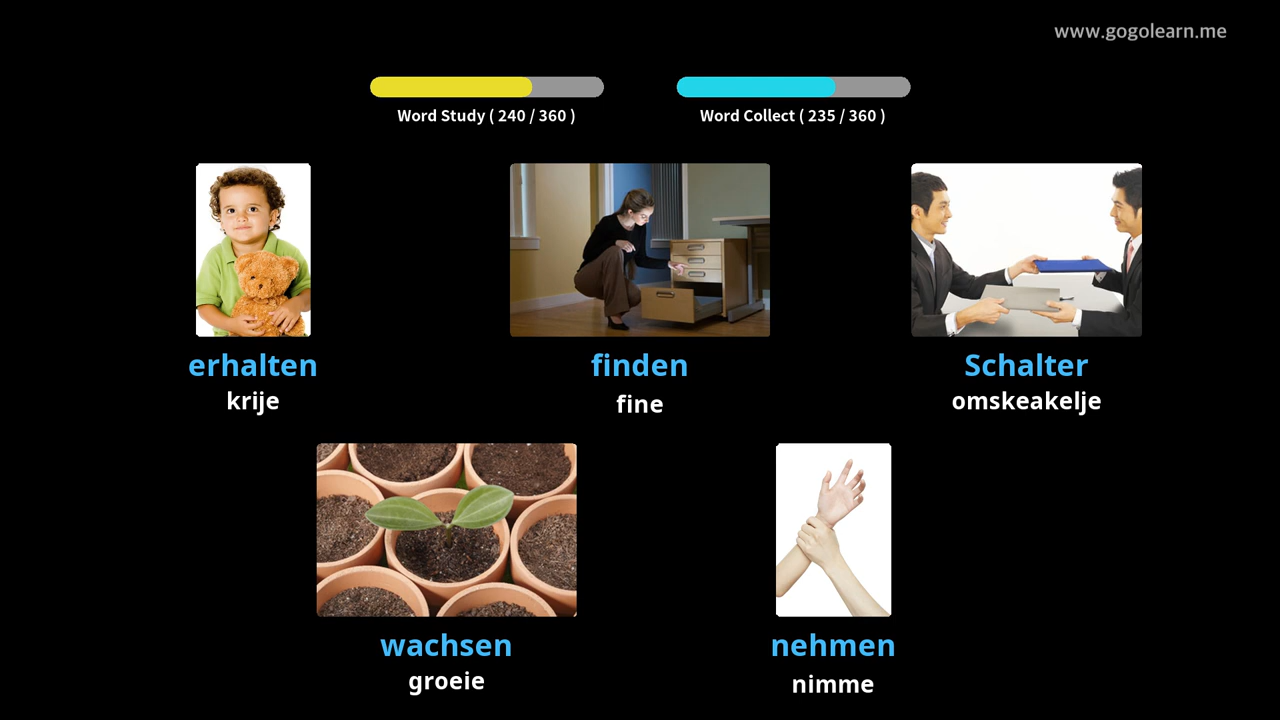 www.gogolearn.me
Word Study ( 240 / 360 )
Word Collect ( 235 / 360 )
erhalten
krije
finden
fine
Schalter
omskeakelje
wachsen
groeie
nehmen
nimme